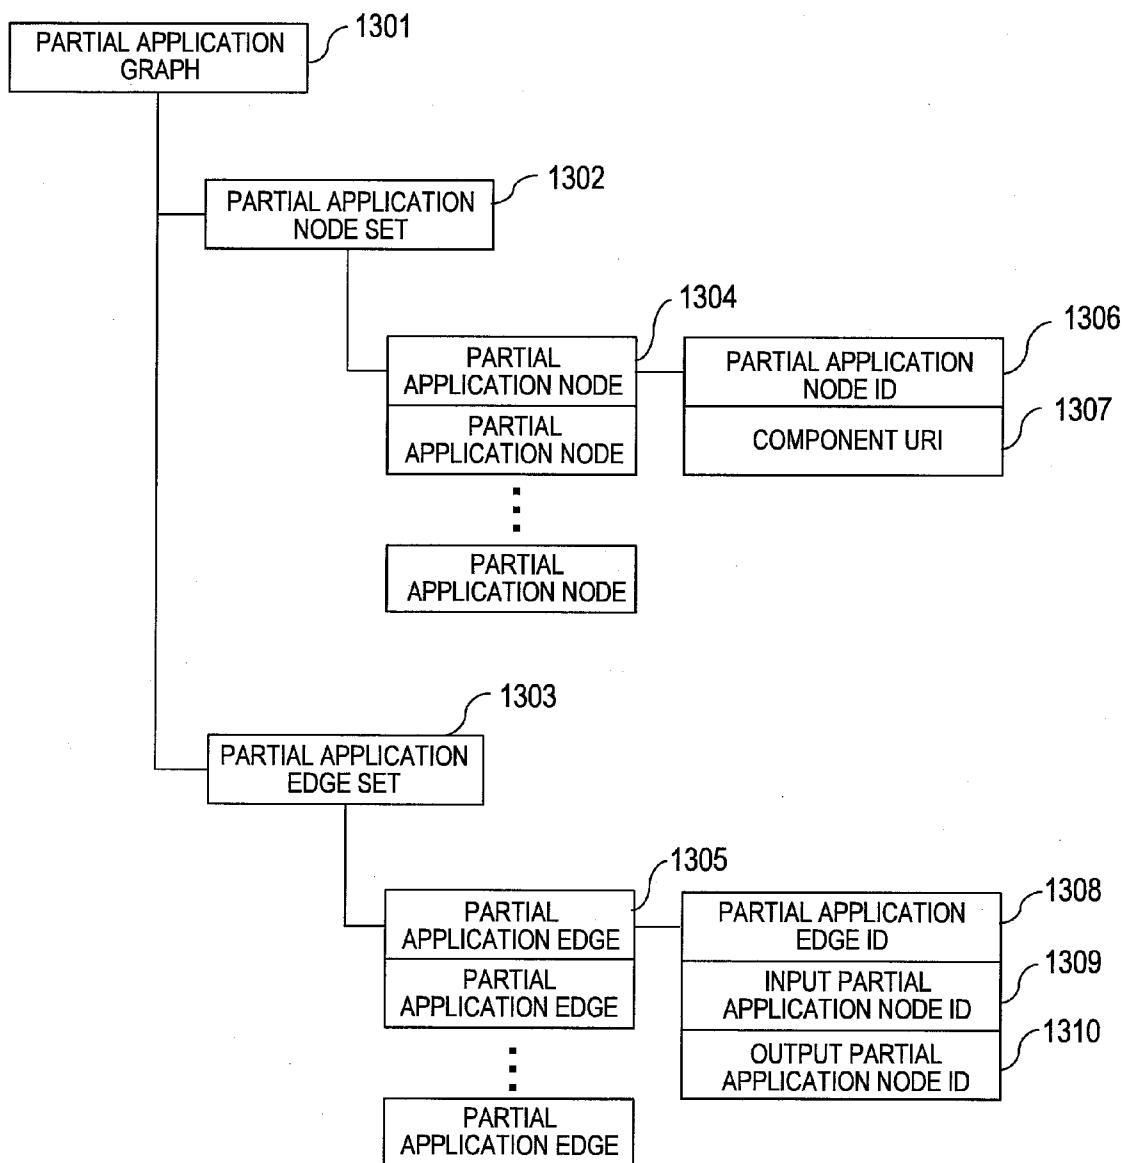 1301
PARTIAL APPLICATION
GRAPH
1302
PARTIAL APPLICATION
NODE SET
1304
PARTIAL
APPLICATION NODE
1306
PARTIAL APPLICATION
NODE ID
1307
PARTIAL
APPLICATION NODE
COMPONENT URI
PARTIAL
APPLICATION NODE
1303
PARTIAL APPLICATION
EDGE SET
1305
PARTIAL
APPLICATION EDGE
1308
PARTIAL APPLICATION
EDGE ID
1309
PARTIAL
APPLICATION EDGE
INPUT PARTIAL
APPLICATION NODE ID
1310
OUTPUT PARTIAL
APPLICATION NODE ID
PARTIAL
APPLICATION EDGE